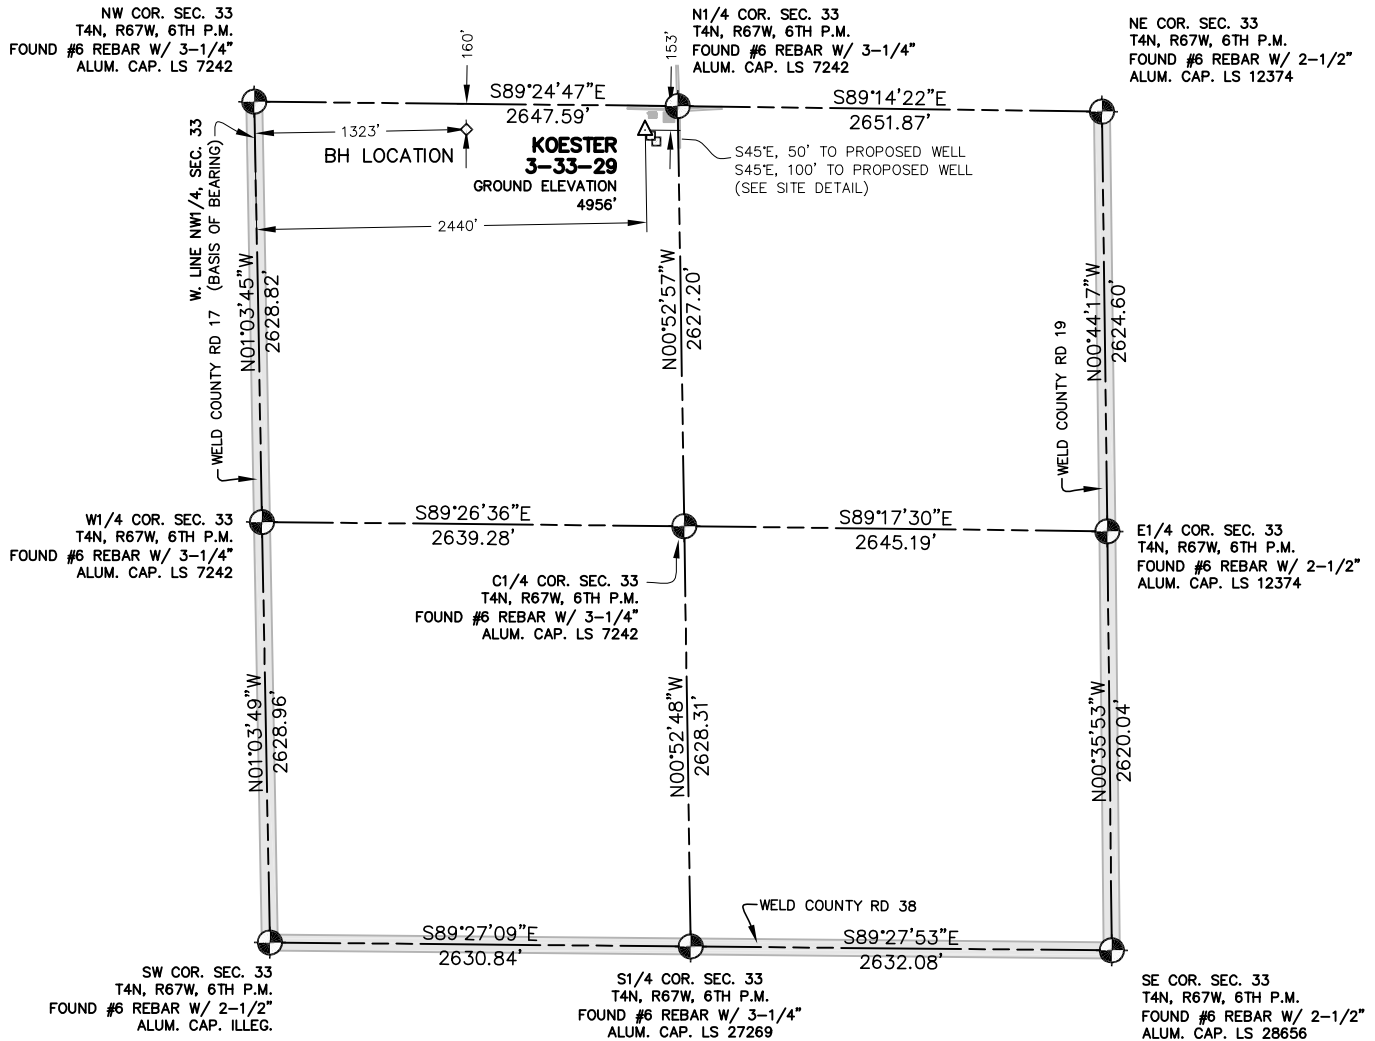 NW COR. SEC. 33
T4N, R67W, 6TH P.M.
FOUND #6 REBAR W/ 3-1/4"
ALUM. CAP. LS 7242
160'
153'
N1/4 COR. SEC. 33
T4N, R67W, 6TH P.M.
FOUND #6 REBAR W/ 3-1/4"
ALUM. CAP. LS 7242
NE COR. SEC. 33
T4N, R67W, 6TH P.M.
FOUND #6 REBAR W/ 2-1/2"
ALUM. CAP. LS 12374
S89°24'47"E
2647.59'
S89°14'22"E
2651.87'
1323'
BH LOCATION
KOESTER
3-33-29
GROUND ELEVATION
4956'
S45°E, 50' TO PROPOSED WELL
S45°E, 100' TO PROPOSED WELL
(SEE SITE DETAIL)
2440'
W. LINE NW1/4, SEC. 33
(BASIS OF BEARING)
WELD COUNTY RD 17
N01°03'45"W
2628.82'
N00°52'57"W
2627.20'
WELD COUNTY RD 19
N00°44'17"W
2624.60'
W1/4 COR. SEC. 33
T4N, R67W, 6TH P.M.
FOUND #6 REBAR W/ 3-1/4"
ALUM. CAP. LS 7242
S89°26'36"E
2639.28'
S89°17'30"E
2645.19'
E1/4 COR. SEC. 33
T4N, R67W, 6TH P.M.
FOUND #6 REBAR W/ 2-1/2"
ALUM. CAP. LS 12374
C1/4 COR. SEC. 33
T4N, R67W, 6TH P.M.
FOUND #6 REBAR W/ 3-1/4"
ALUM. CAP. LS 7242
N01°03'49"W
2628.96'
N00°52'48"W
2628.31'
N00°35'53"W
2620.04'
WELD COUNTY RD 38
S89°27'09"E
2630.84'
S89°27'53"E
2632.08'
SW COR. SEC. 33
T4N, R67W, 6TH P.M.
FOUND #6 REBAR W/ 2-1/2"
ALUM. CAP. ILLEG.
S1/4 COR. SEC. 33
T4N, R67W, 6TH P.M.
FOUND #6 REBAR W/ 3-1/4"
ALUM. CAP. LS 27269
SE COR. SEC. 33
T4N, R67W, 6TH P.M.
FOUND #6 REBAR W/ 2-1/2"
ALUM. CAP. LS 28656